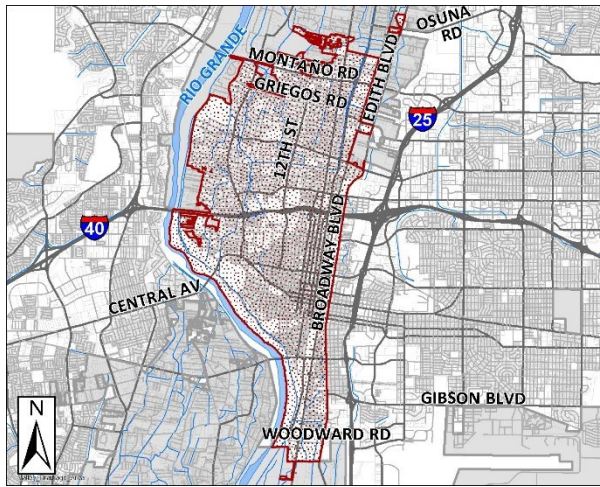 OSUNA
RD
RIO GRANDE
MONTAÑO RD
EDITH BLVD
GRIEGOS RD
25
12TH ST
40
BROADWAY BLVD
CENTRAL AV
GIBSON BLVD
N
WOODWARD RD